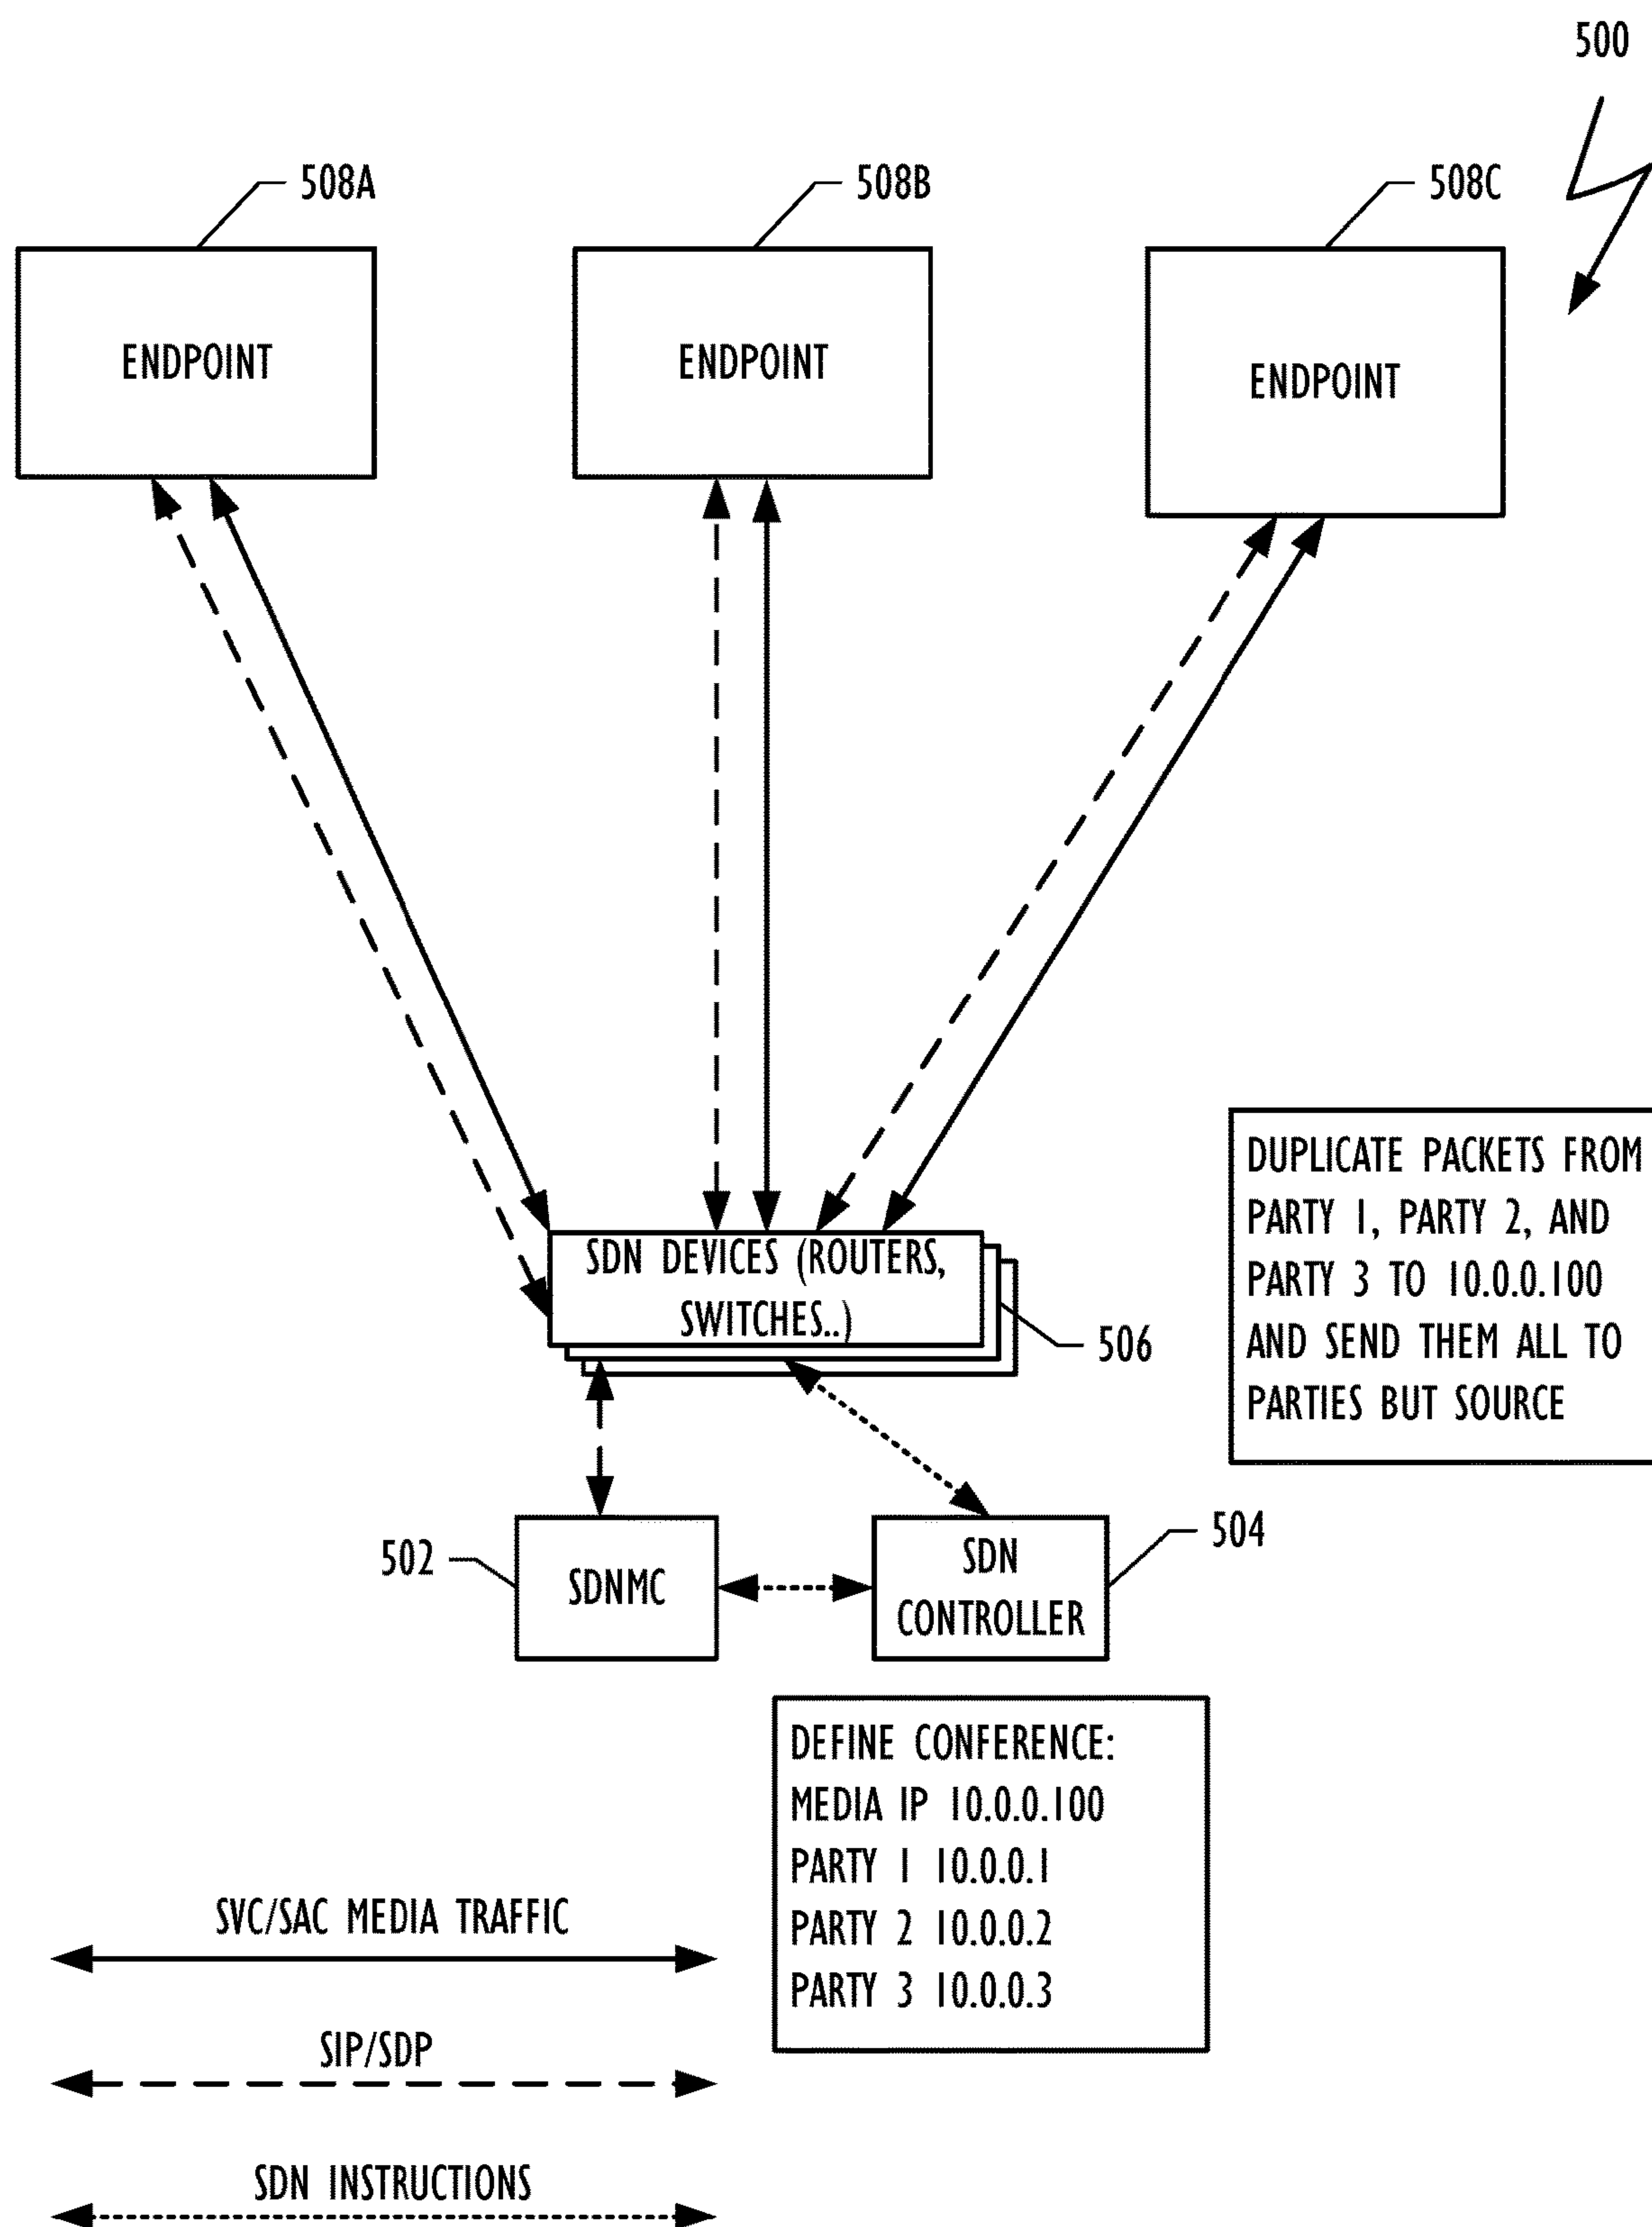 500
508A
508B
508C
ENDPOINT
ENDPOINT
ENDPOINT
DUPLICATE PACKETS FROM
PARTY 1, PARTY 2, AND
PARTY 3 TO 10.0.0.100
AND SEND THEM ALL TO
PARTIES BUT SOURCE
SDN DEVICES (ROUTERS,
SWITCHES..)
506
502
SDNMC
SDN
CONTROLLER
504
DEFINE CONFERENCE:
MEDIA IP 10.0.0.100
PARTY 1 10.0.0.1
PARTY 2 10.0.0.2
PARTY 3 10.0.0.3
SVC/SAC MEDIA TRAFFIC
SIP/SDP
SDN INSTRUCTIONS